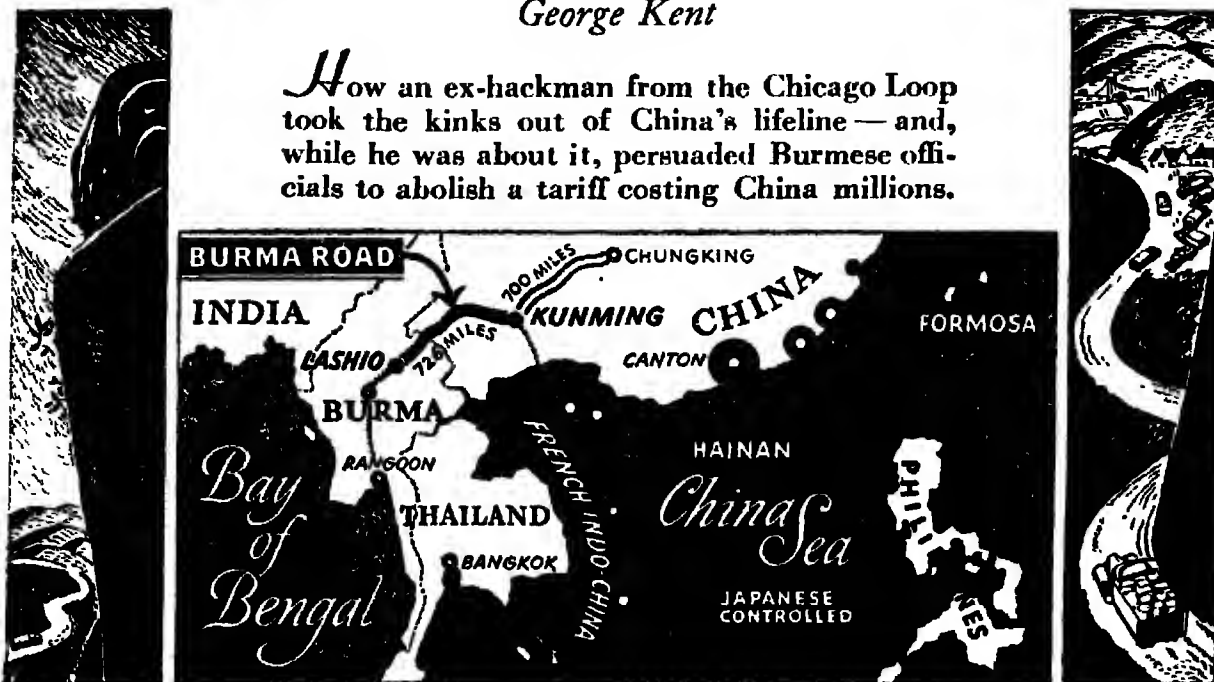 George Kent
How an ex-hackman from the Chicago Loop
took the kinks out of China's lifeline — and,
while he was about it, persuaded Burmese offi-
cials to abolish a tariff costing China millions.
BURMA ROAD
700 MILES
CHUNGKING
INDIA
KUNMING
CHINA
FORMOSA
LASHIO
726 MILES
CANTON
BURMA
RANGOON
FRENCH INDO-CHINA
HAINAN
Bay
of
Bengal
THAILAND
China
Sea
BANGKOK
JAPANESE
CONTROLLED
PHILI
ES